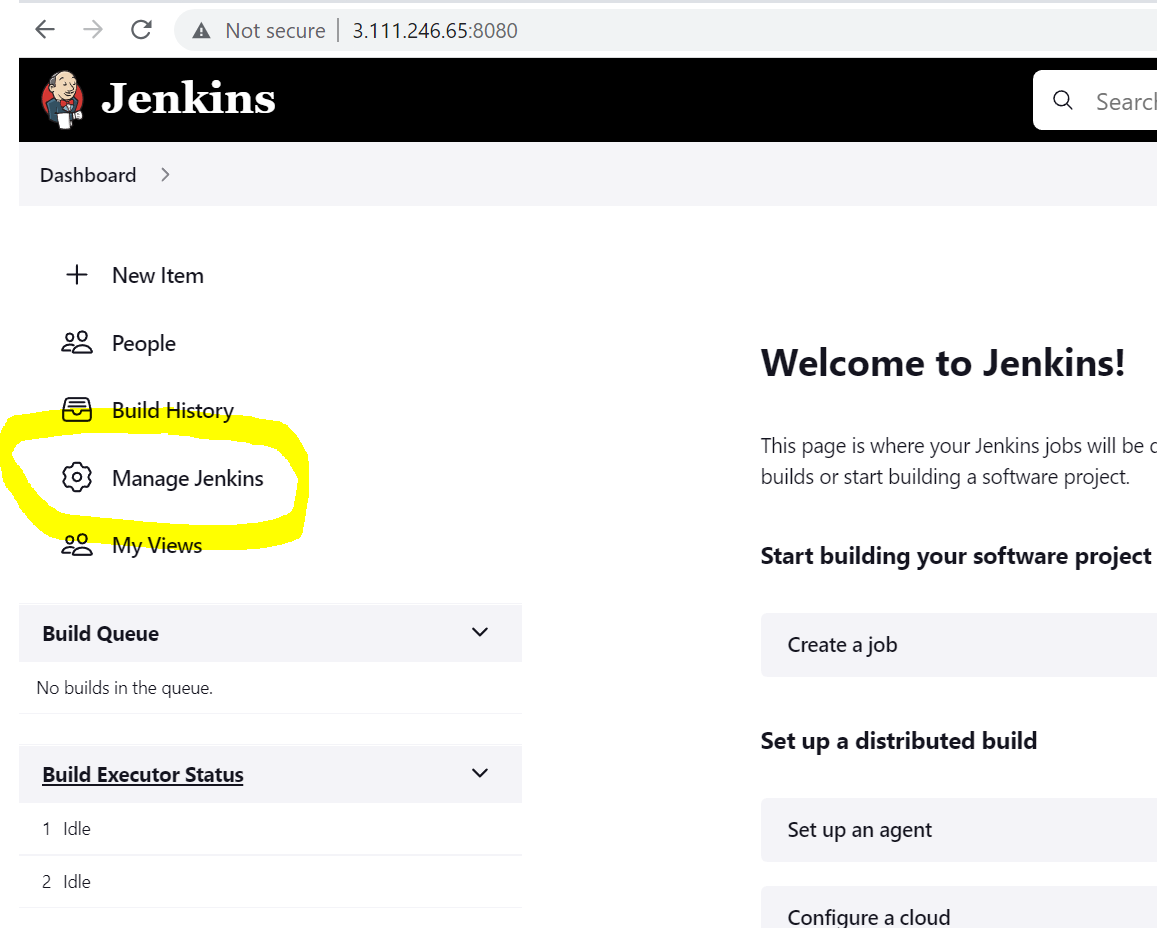 Not secure | 3.111.246.65:8080
Jenkins
Search
Dashboard
New Item
People
Build History
Manage Jenkins
My Views
Build Queue
No builds in the queue.
Build Executor Status
1 Idle
2 Idle
Welcome to Jenkins!
This page is where your Jenkins jobs will be
builds or start building a software project.
Start building your software project
Create a job
Set up a distributed build
Set up an agent
Configure a cloud